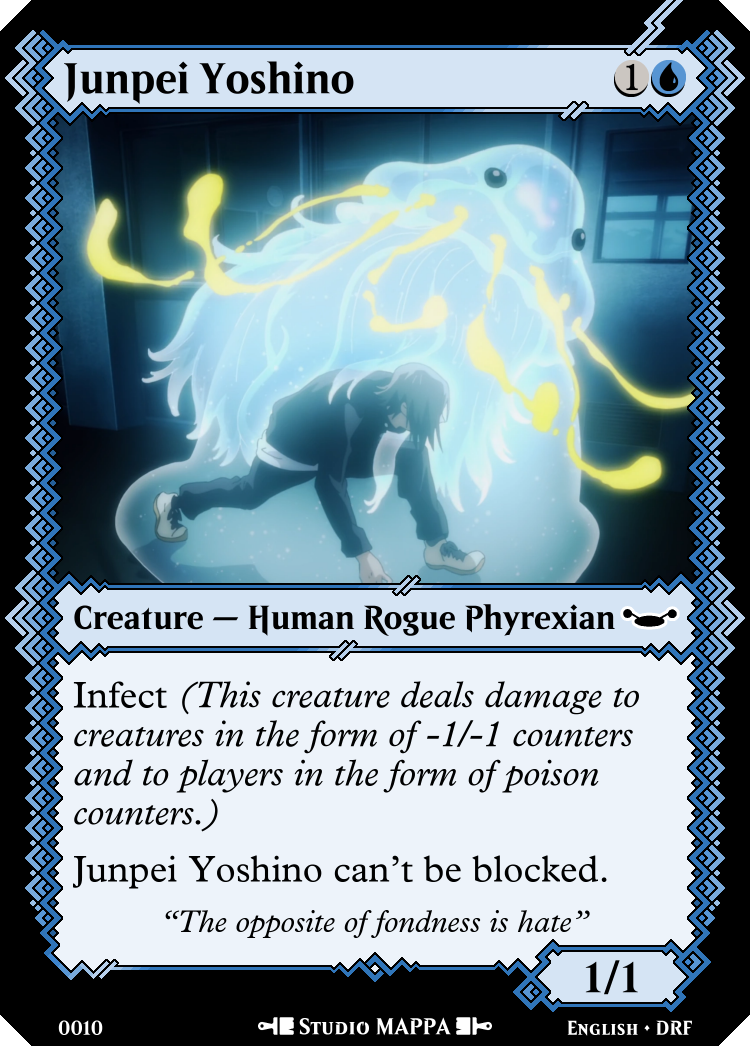 Junpei Yoshino 1
Creature — Human Rogue Phyrexian
Infect (This creature deals damage to
creatures in the form of -1/-1 counters
and to players in the form of poison
counters.)
Junpei Yoshino can't be blocked.
“The opposite of fondness is hate”
1/1
0010 Studio MAPPA English • DRF